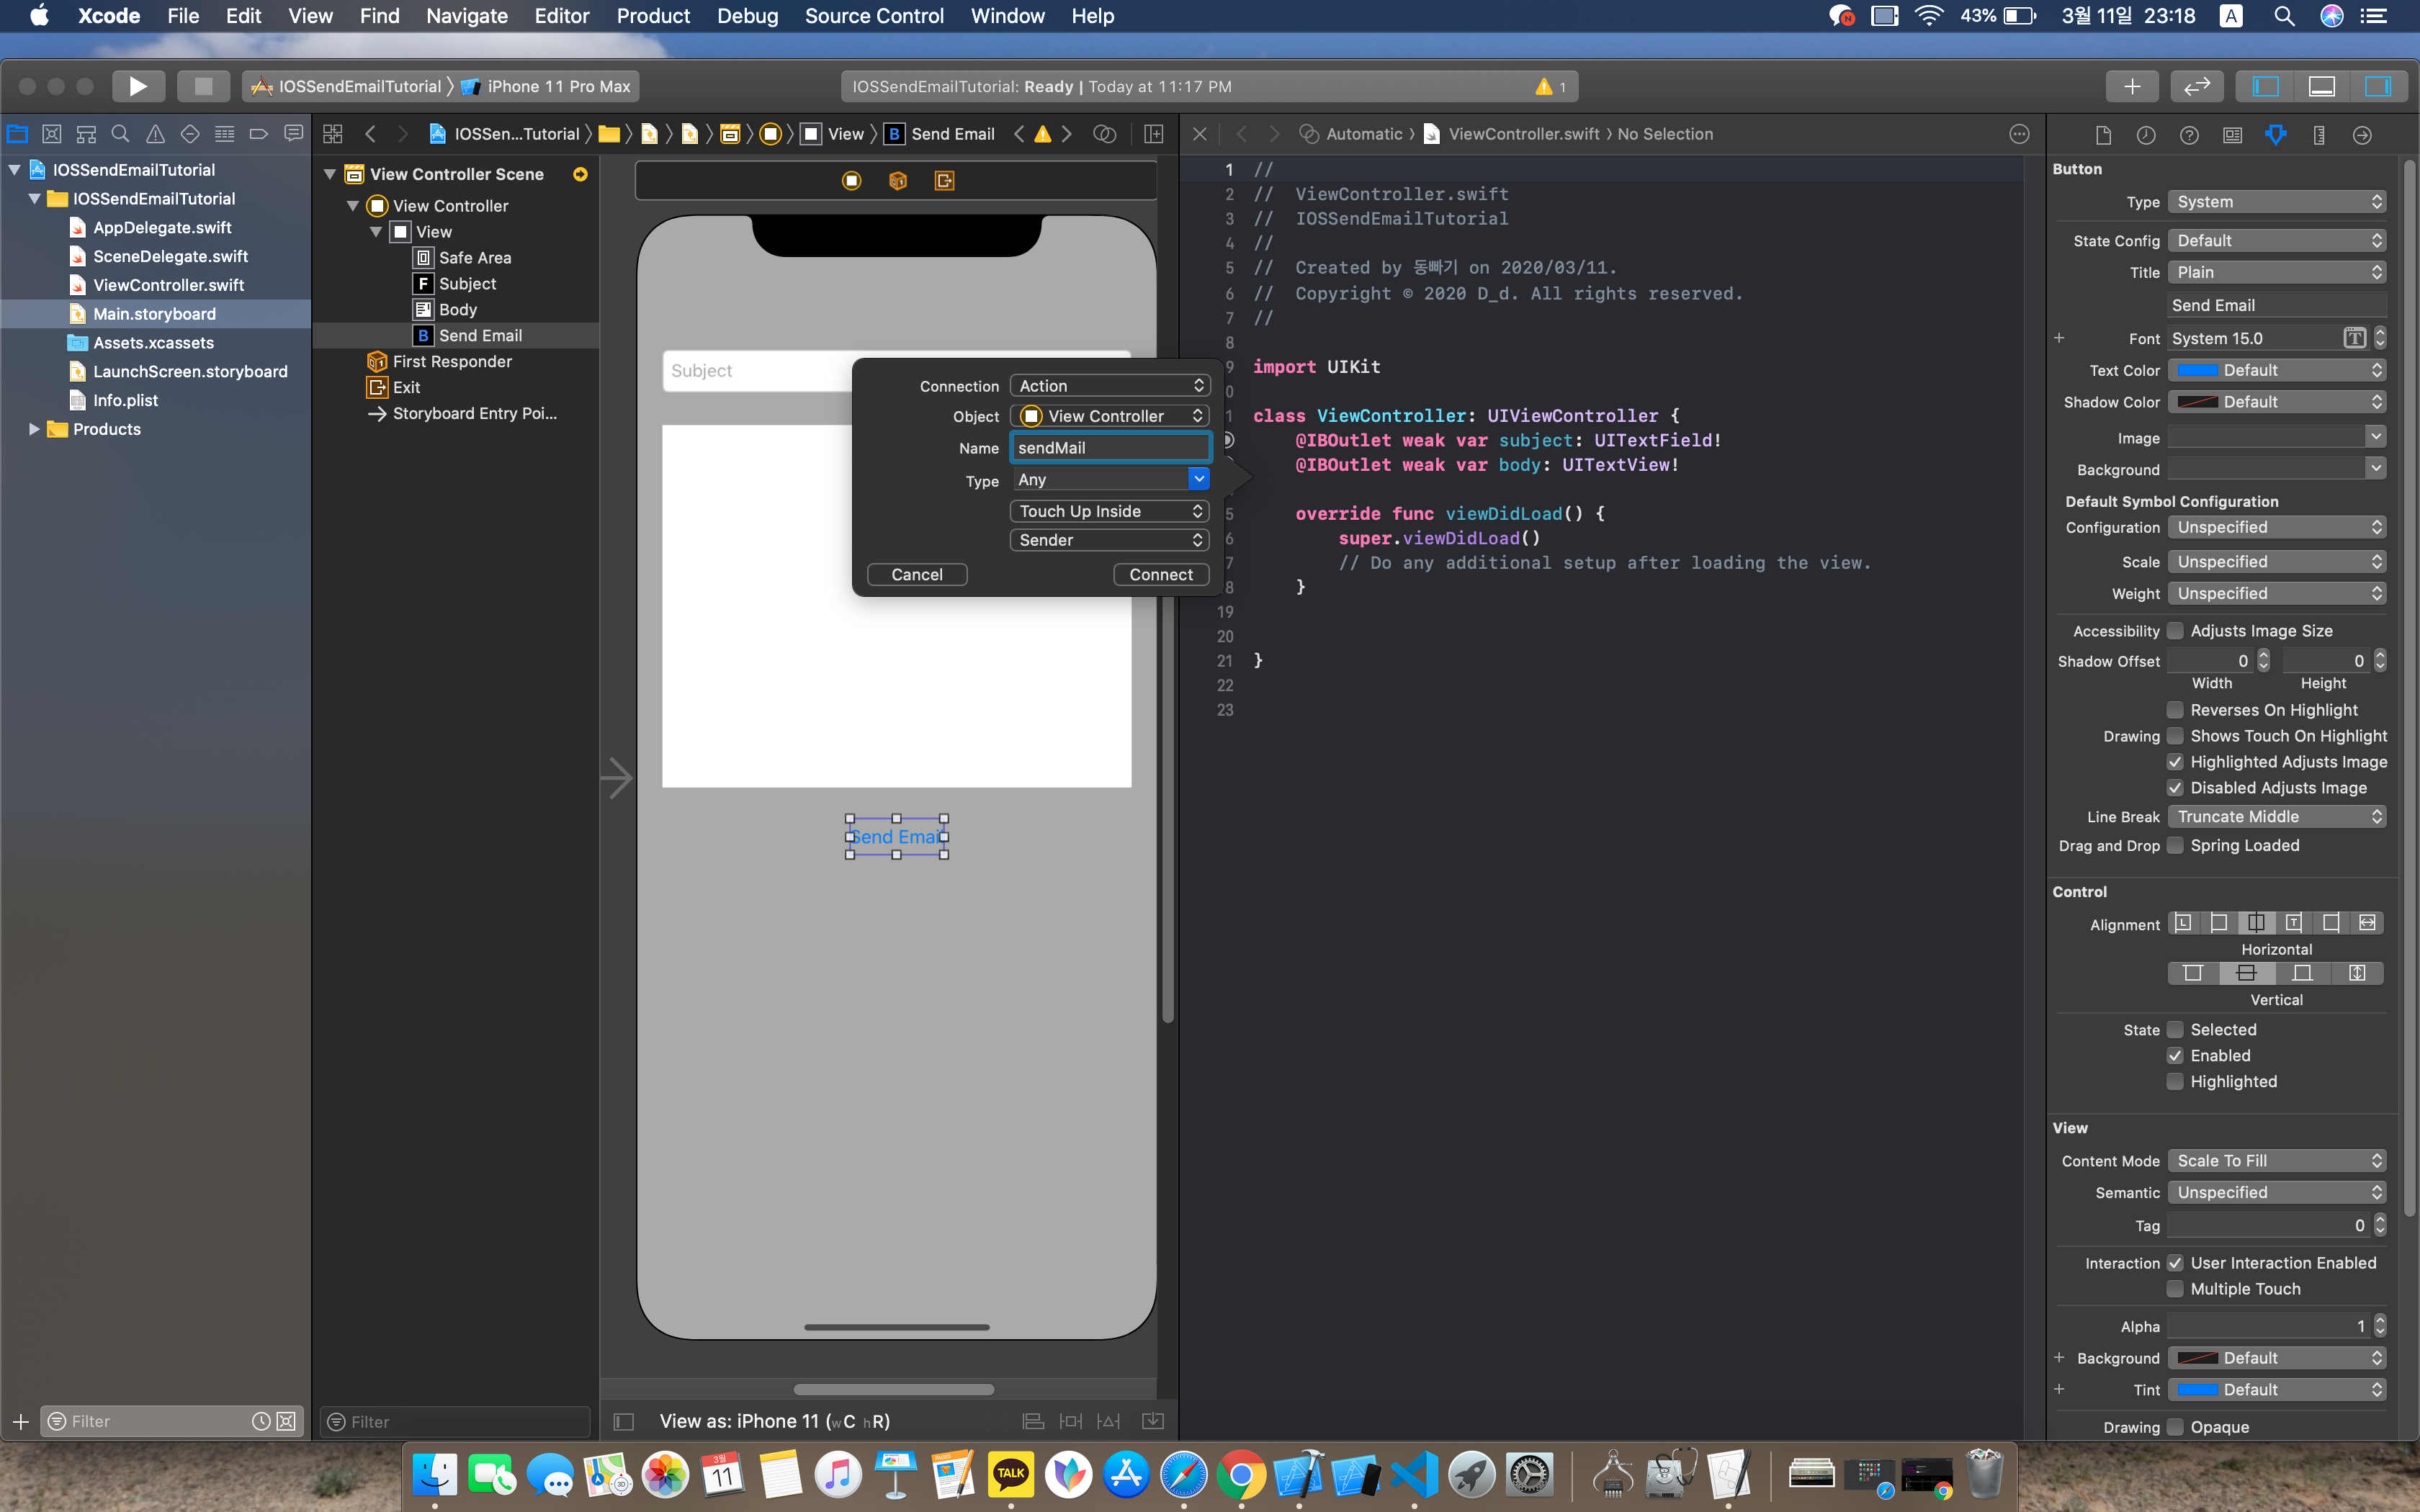 Xcode File Edit View Find Navigate Editor Product Debug Source Control Window Help
43% 3월 11일 23:18 A
IOSSendEmailTutorial iPhone 11 Pro Max
IOSSendEmailTutorial: Ready | Today at 11:17 PM
1
IOSSendEmailTutorial
IOSSendEmailTutorial
AppDelegate.swift
SceneDelegate.swift
ViewController.swift
Main.storyboard
Assets.xcassets
LaunchScreen.storyboard
Info.plist
Products
Filter
IOSSen...Tutorial View B Send Email
View Controller Scene
View Controller
View
Safe Area
F Subject
Body
B Send Email
First Responder
Exit
Storyboard Entry Poi...
Filter
Subject
Send Email
View as: iPhone 11 (wC hR)
Connection Action
Object View Controller
Name sendMail
Type Any
Touch Up Inside
Sender
Cancel Connect
Automatic ViewController.swift No Selection
1 //
2 // ViewController.swift
3 // IOSSendEmailTutorial
4 //
5 // Created by 동빠기 on 2020/03/11.
6 // Copyright © 2020 D_d. All rights reserved.
7 //
8
9 import UIKit
0
1 class ViewController: UIViewController {
@IBOutlet weak var subject: UITextField!
@IBOutlet weak var body: UITextView!
5 override func viewDidLoad() {
6 super.viewDidLoad()
7 // Do any additional setup after loading the view.
8 }
19
20
21 }
22
23
Button
Type System
State Config Default
Title Plain
Send Email
Font System 15.0 T
Text Color Default
Shadow Color Default
Image
Background
Default Symbol Configuration
Configuration Unspecified
Scale Unspecified
Weight Unspecified
Accessibility Adjusts Image Size
Shadow Offset 0 0
Width Height
Reverses On Highlight
Drawing Shows Touch On Highlight
Highlighted Adjusts Image
Disabled Adjusts Image
Line Break Truncate Middle
Drag and Drop Spring Loaded
Control
Alignment
Horizontal
Vertical
State Selected
Enabled
Highlighted
View
Content Mode Scale To Fill
Semantic Unspecified
Tag 0
Interaction User Interaction Enabled
Multiple Touch
Alpha 1
Background Default
Tint Default
Drawing Opaque
3월
11
TALK